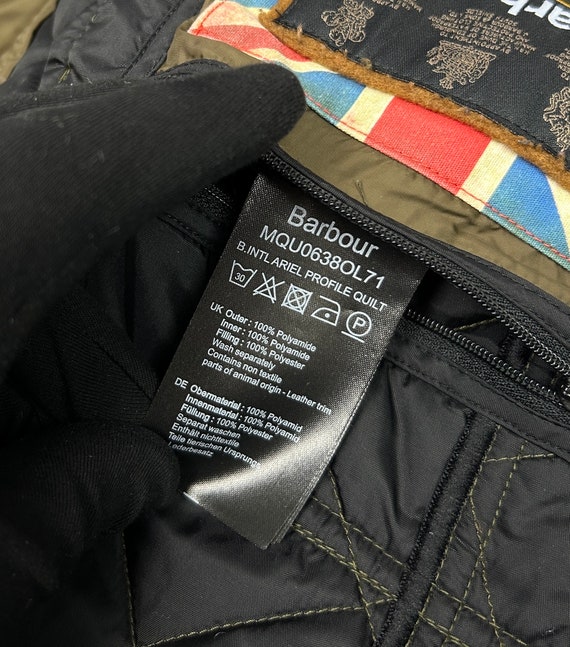 arb
Barbour
MQU0638OL71
B.INTL ARIEL PROFILE QUILT
30
P
UK Outer : 100% Polyamide
Inner : 100% Polyamide
Filling : 100% Polyester
Wash separately
Contains non textile
parts of animal origin - Leather trim
DE Obermaterial : 100% Polyamid
Innenmaterial : 100% Polyamid
Füllung : 100% Polyester
Separat waschen
Enthält nichttextile
Teile tierischen Ursprungs
Lederbesatz